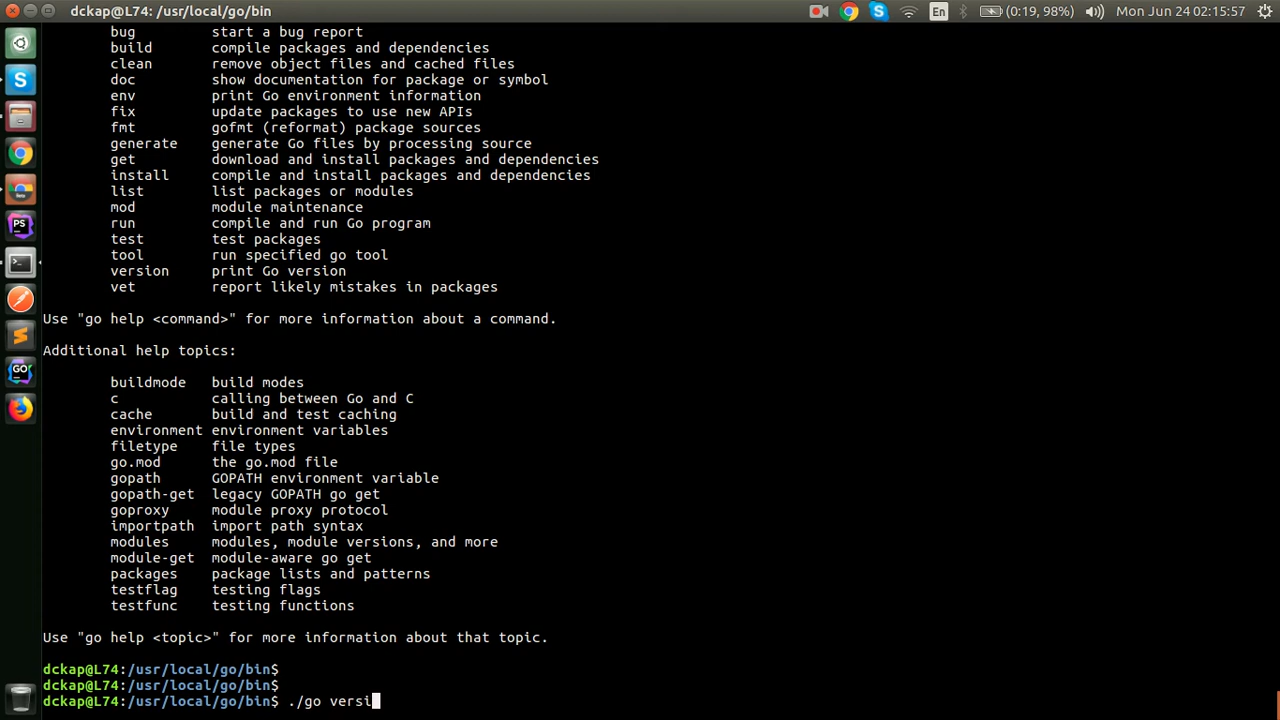 dckap@L74: /usr/local/go/bin
En
(0:19, 98%)
Mon Jun 24 02:15:57
bug start a bug report
build compile packages and dependencies
clean remove object files and cached files
doc show documentation for package or symbol
env print Go environment information
fix update packages to use new APIs
fmt gofmt (reformat) package sources
generate generate Go files by processing source
get download and install packages and dependencies
install compile and install packages and dependencies
list list packages or modules
mod module maintenance
run compile and run Go program
test test packages
tool run specified go tool
version print Go version
vet report likely mistakes in packages
Use "go help <command>" for more information about a command.
Additional help topics:
buildmode build modes
c calling between Go and C
cache build and test caching
environment environment variables
filetype file types
go.mod the go.mod file
gopath GOPATH environment variable
gopath-get legacy GOPATH go get
goproxy module proxy protocol
importpath import path syntax
modules modules, module versions, and more
module-get module-aware go get
packages package lists and patterns
testflag testing flags
testfunc testing functions
Use "go help <topic>" for more information about that topic.
dckap@L74:/usr/local/go/bin$
dckap@L74:/usr/local/go/bin$
dckap@L74:/usr/local/go/bin$ ./go versi
S
PS
GO